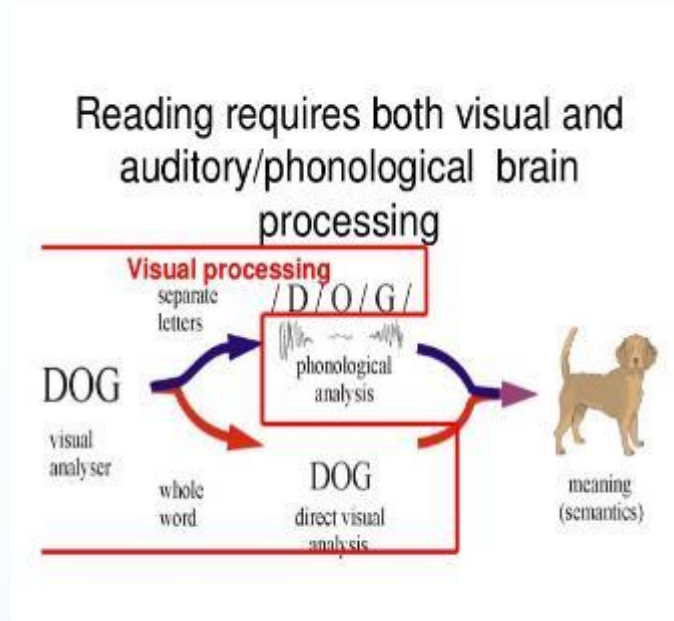 Reading requires both visual and
auditory/phonological brain
processing
Visual processing
separate
letters
/D/O/G/
phonological
analysis
DOG
visual
analyser
whole
word
DOG
direct visual
analysis
meaning
(semantics)